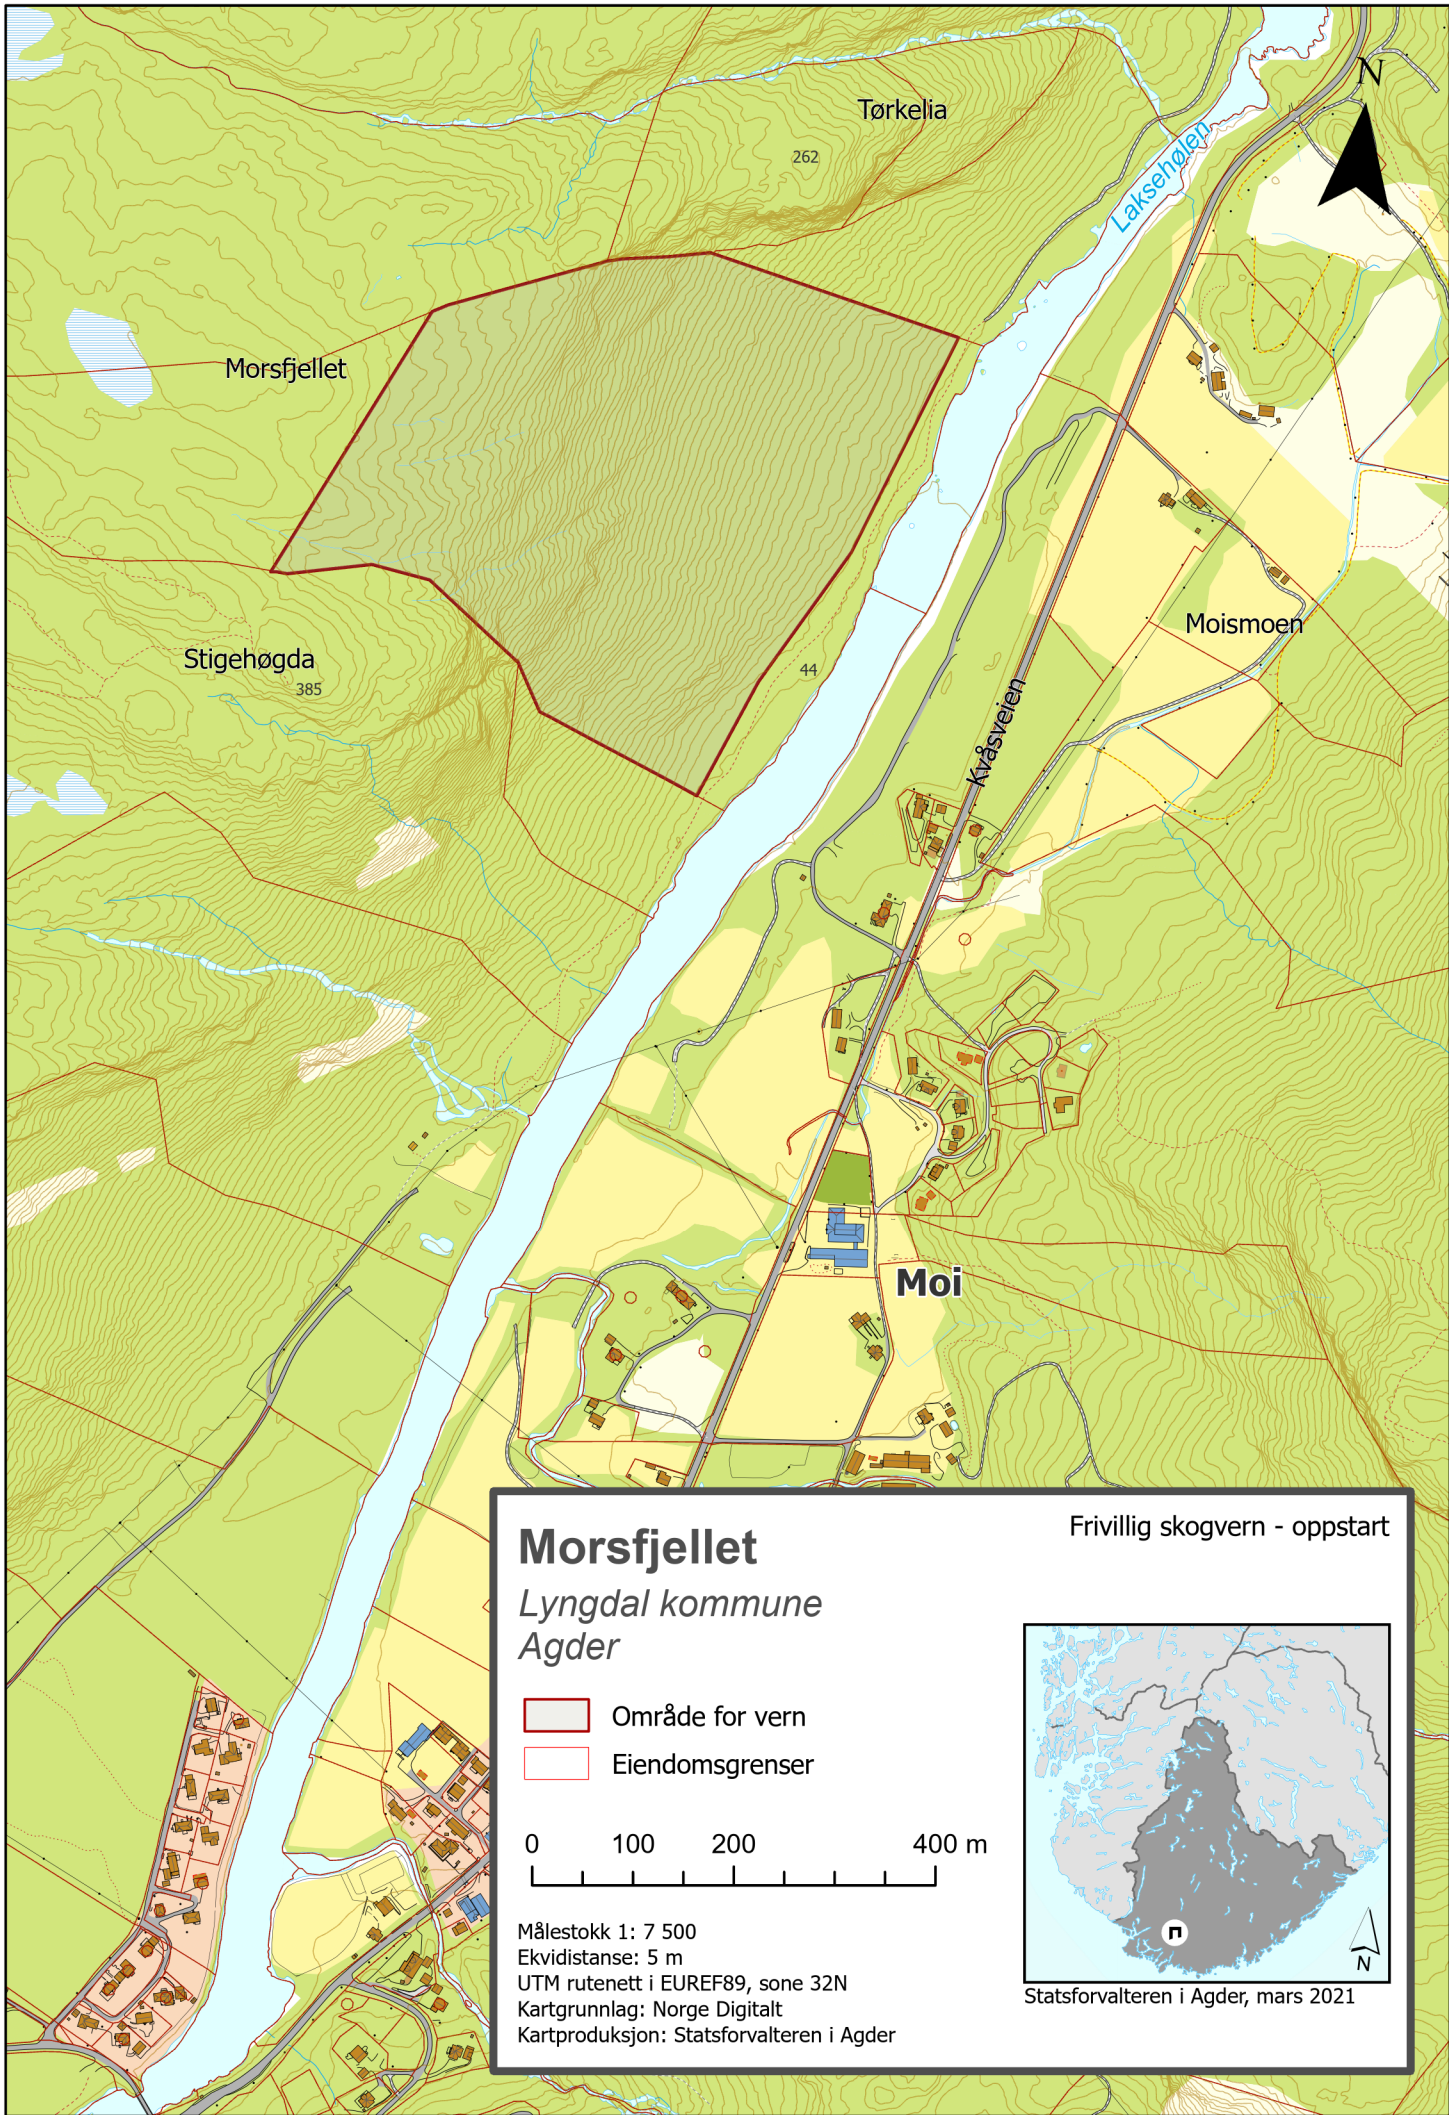 N
Tørkelia
262
Laksehølen
Morsfjellet
Moismoen
Stigehøgda
385
44
Kvåsveien
Moi
Morsfjellet
Frivillig skogvern - oppstart
Lyngdal kommune
Agder
Område for vern
Eiendomsgrenser
0 100 200 400 m
Målestokk 1: 7 500
Ekvidistanse: 5 m
UTM rutenett i EUREF89, sone 32N
Kartgrunnlag: Norge Digitalt
Kartproduksjon: Statsforvalteren i Agder
N
Statsforvalteren i Agder, mars 2021